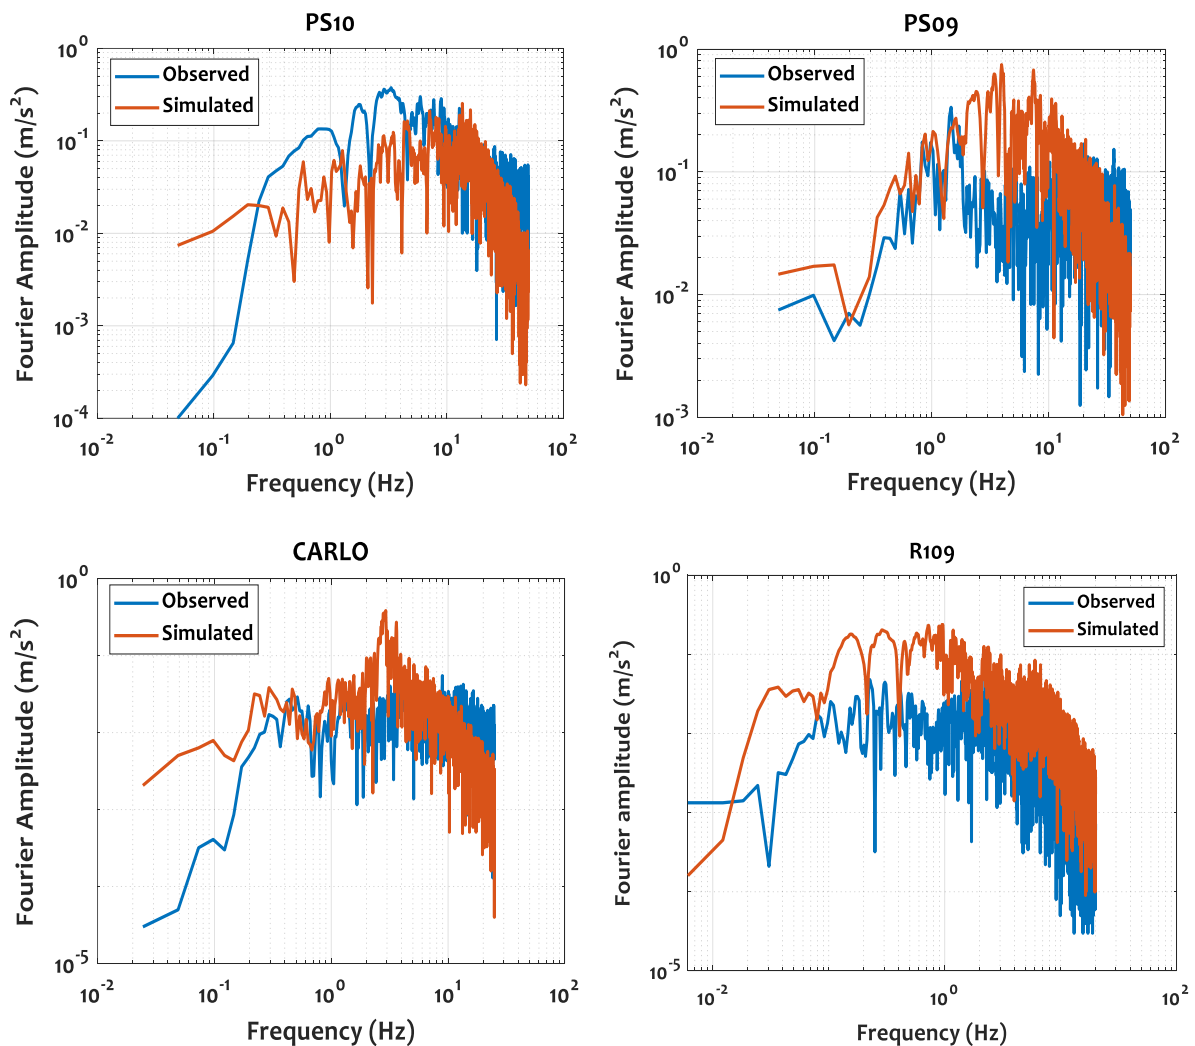 PS10
10^0
10^-1
10^-2
10^-3
10^-4
Fourier Amplitude (m/s^2)
Observed
Simulated
10^-2 10^-1 10^0 10^1 10^2
Frequency (Hz)
PS09
10^0
10^-1
10^-2
10^-3
Fourier Amplitude (m/s^2)
Observed
Simulated
10^-2 10^-1 10^0 10^1 10^2
Frequency (Hz)
CARLO
10^0
10^-5
Fourier Amplitude (m/s^2)
Observed
Simulated
10^-2 10^-1 10^0 10^1 10^2
Frequency (Hz)
R109
10^0
10^-5
Fourier amplitude (m/s^2)
Observed
Simulated
10^-2 10^0 10^2
Frequency (Hz)